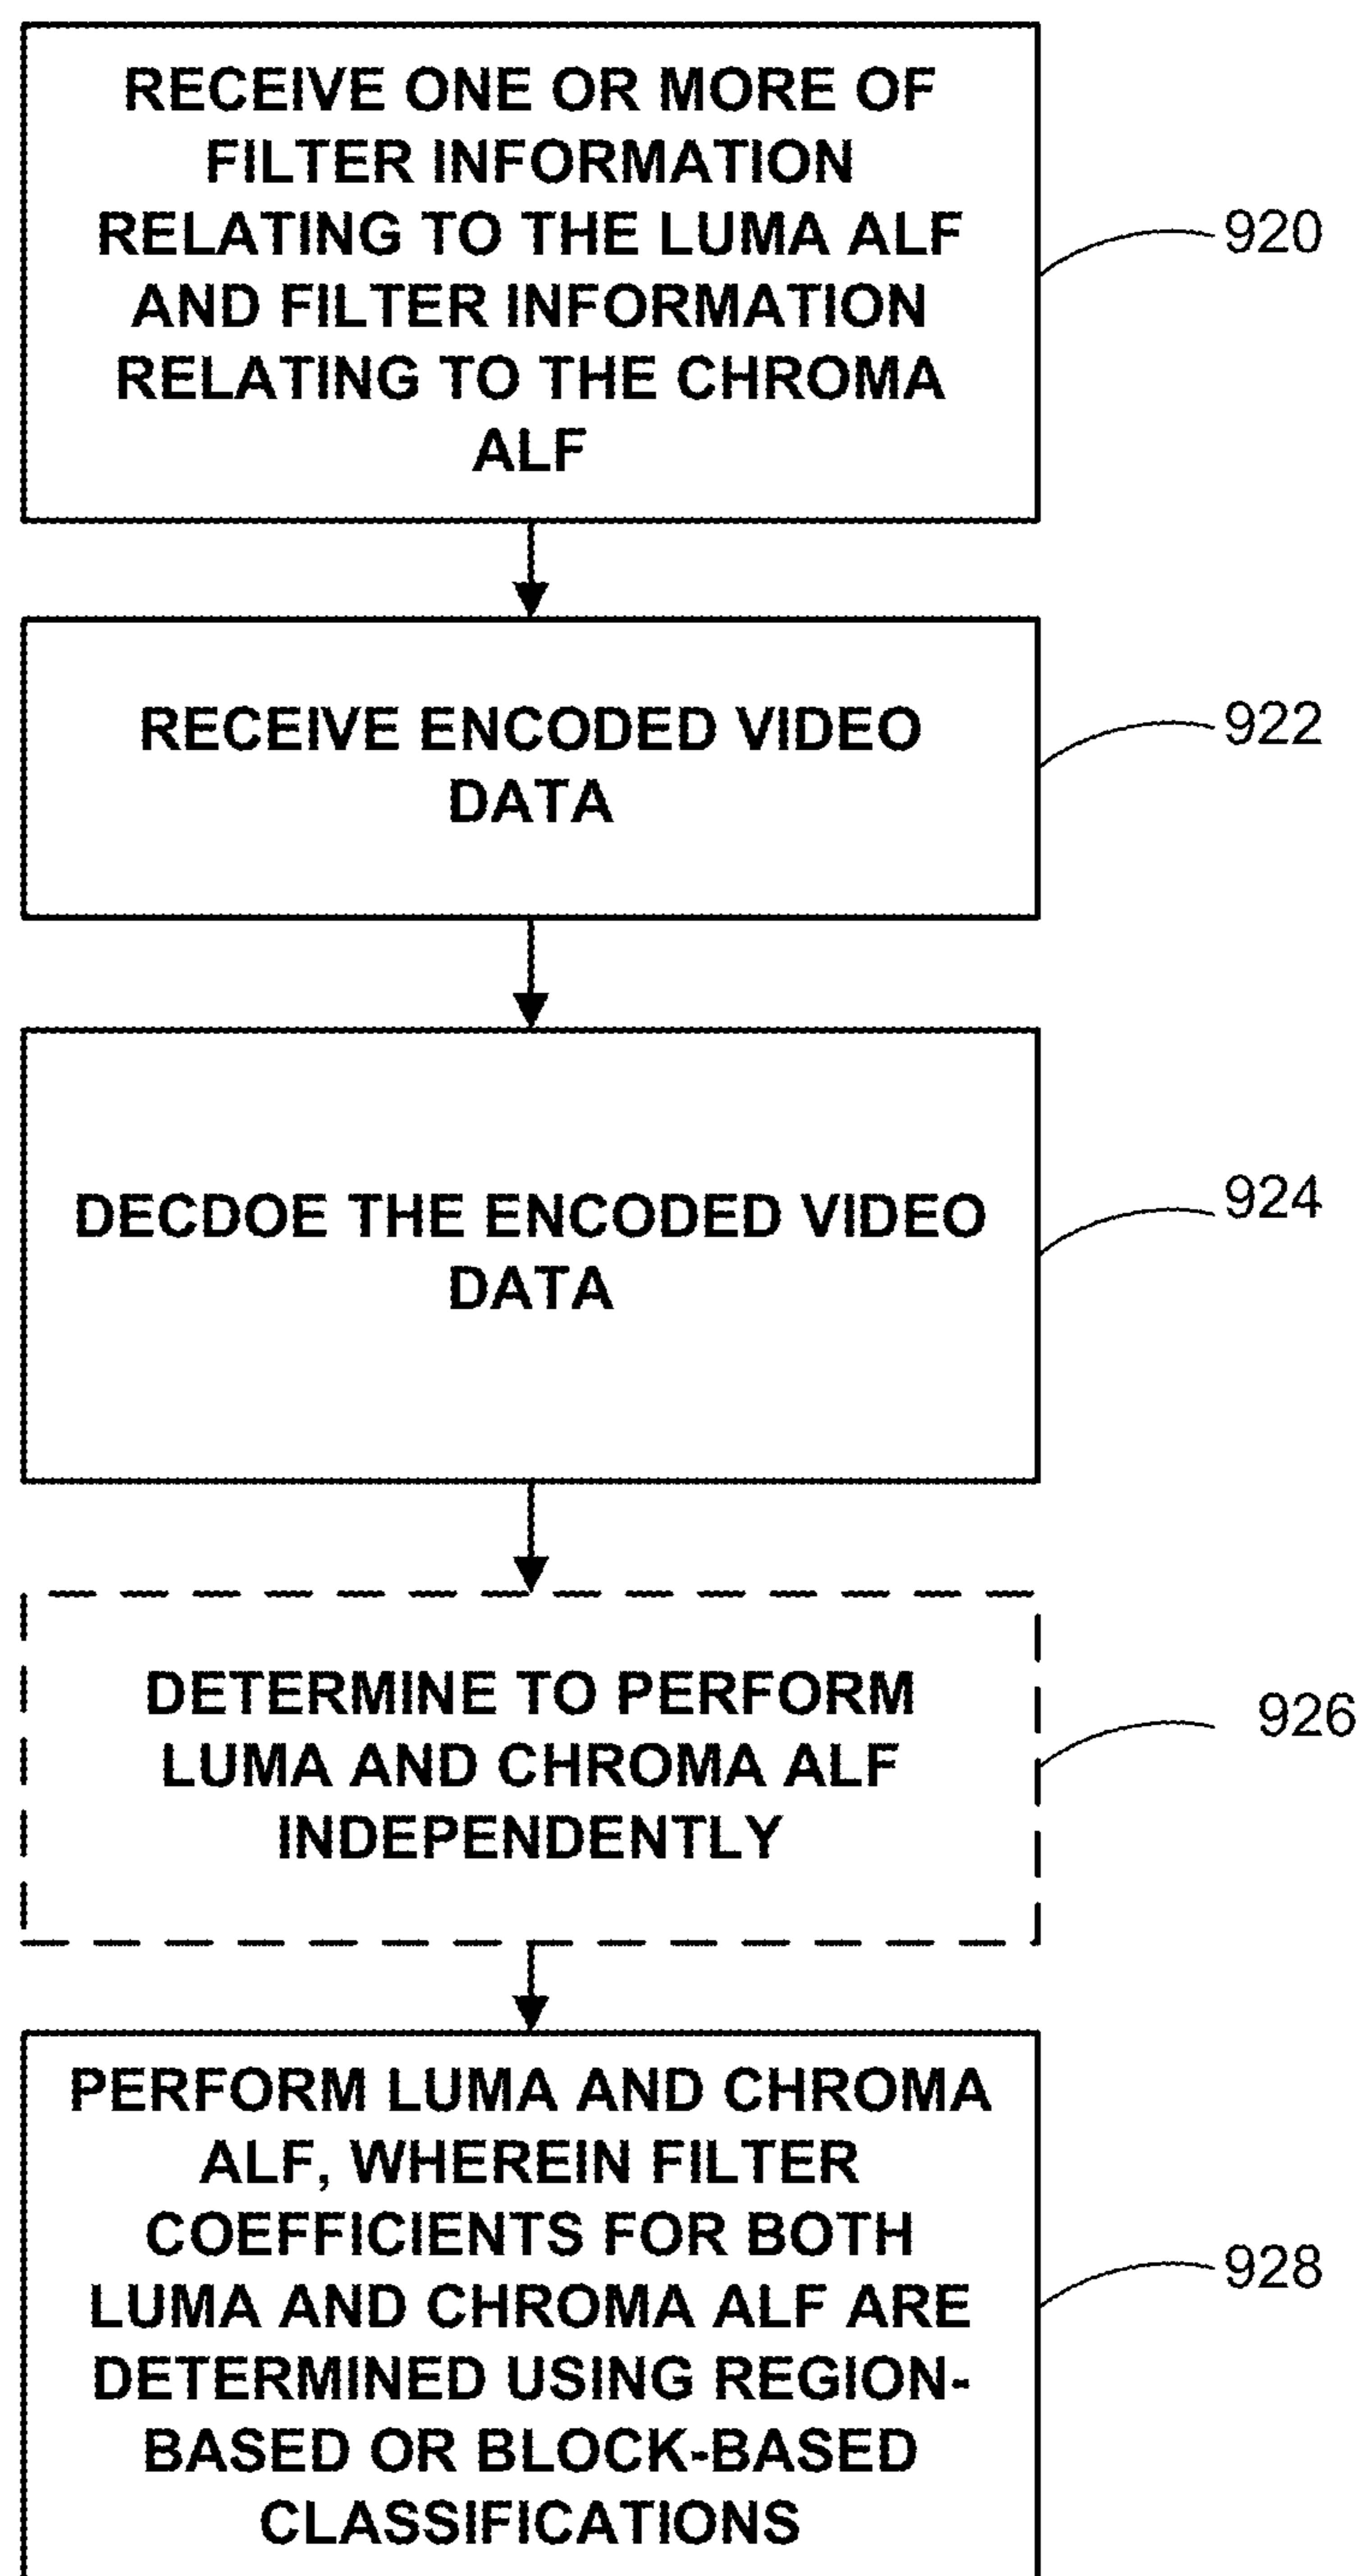 RECEIVE ONE OR MORE OF
FILTER INFORMATION
RELATING TO THE LUMA ALF
AND FILTER INFORMATION
RELATING TO THE CHROMA
ALF
920
RECEIVE ENCODED VIDEO
DATA
922
DECDOE THE ENCODED VIDEO
DATA
924
DETERMINE TO PERFORM
LUMA AND CHROMA ALF
INDEPENDENTLY
926
PERFORM LUMA AND CHROMA
ALF, WHEREIN FILTER
COEFFICIENTS FOR BOTH
LUMA AND CHROMA ALF ARE
DETERMINED USING REGION-
BASED OR BLOCK-BASED
CLASSIFICATIONS
928